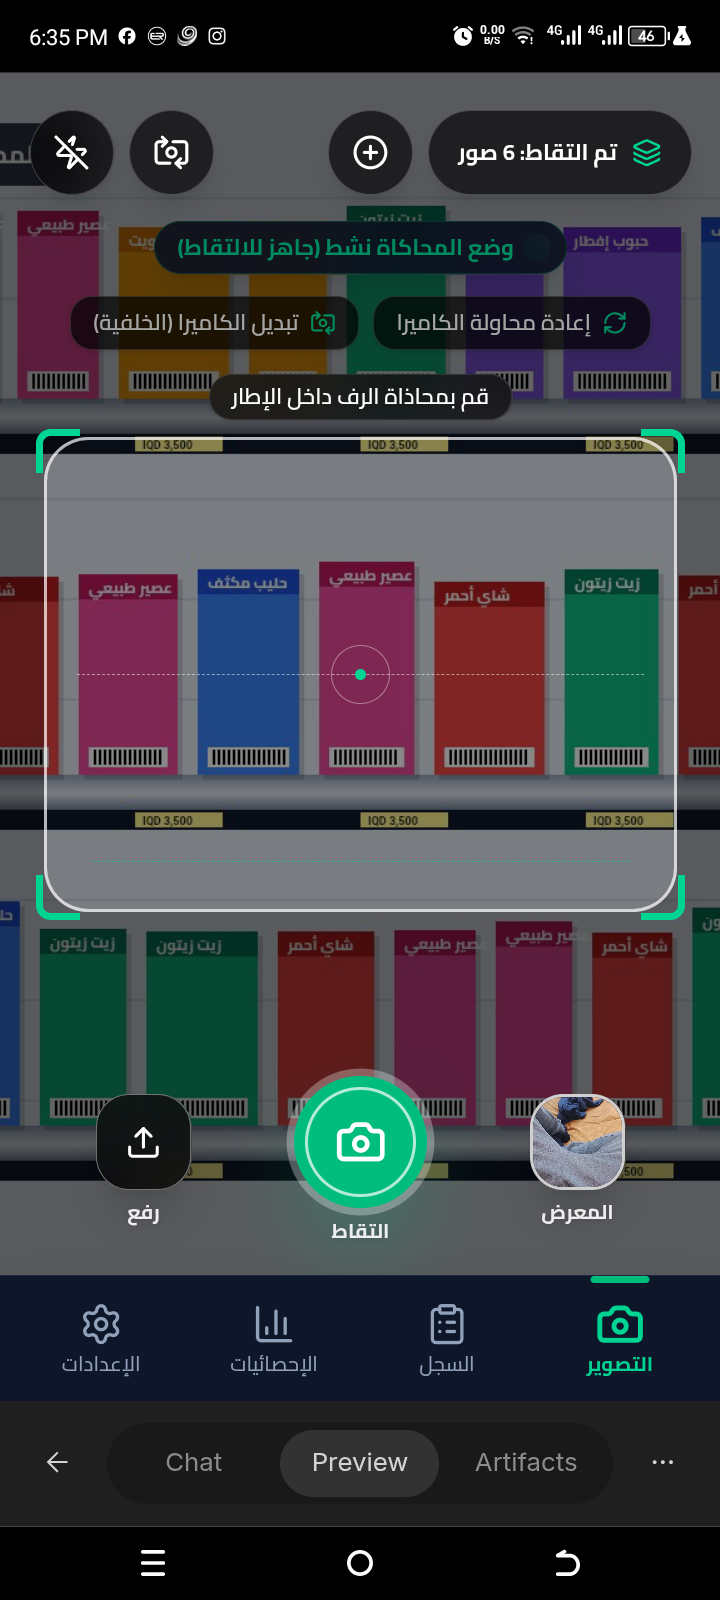 6:35 PM
0.00 B/S
4G
4G
46
تم التقاط: 6 صور
عصير طبيعي
زيت زيتون
حبوب إفطار
وضع المحاكاة نشط (جاهز للالتقاط)
إعادة محاولة الكاميرا
تبديل الكاميرا (الخلفية)
قم بمحاذاة الرف داخل الإطار
IQD 3,500
IQD 3,500
IQD 3,500
أحمر
زيت زيتون
شاي أحمر
عصير طبيعي
حليب مكثف
عصير طبيعي
IQD 3,500
IQD 3,500
IQD 3,500
شاي أحمر
عصير طبيعي
عصير طبيعي
شاي أحمر
زيت زيتون
زيت زيتون
المعرض
التقاط
رفع
التصوير
السجل
الإحصائيات
الإعدادات
Chat
Preview
Artifacts